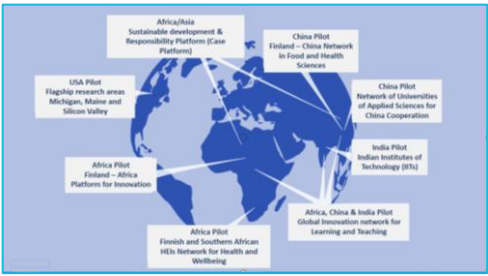 Africa/Asia
Sustainable development &
Responsibility Platform (Case
Platform)
China Pilot
Finland – China Network
in Food and Health
Sciences
USA Pilot
Flagship research areas
Michigan, Maine and
Silicon Valley
China Pilot
Network of Universities
of Applied Sciences for
China Cooperation
India Pilot
Indian Institutes of
Technology (IITs)
Africa Pilot
Finland – Africa
Platform for Innovation
Africa, China & India Pilot
Global Innovation network for
Learning and Teaching
Africa Pilot
Finnish and Southern African
HEIs Network for Health and
Wellbeing